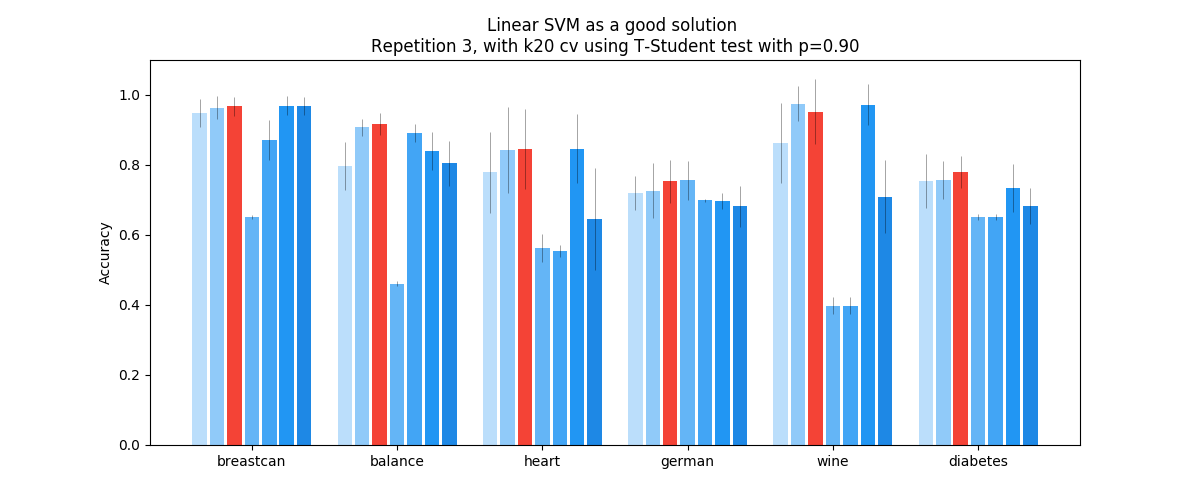 Linear SVM as a good solution
Repetition 3, with k20 cv using T-Student test with p=0.90
Accuracy
1.0
0.8
0.6
0.4
0.2
0.0
breastcan balance heart german wine diabetes